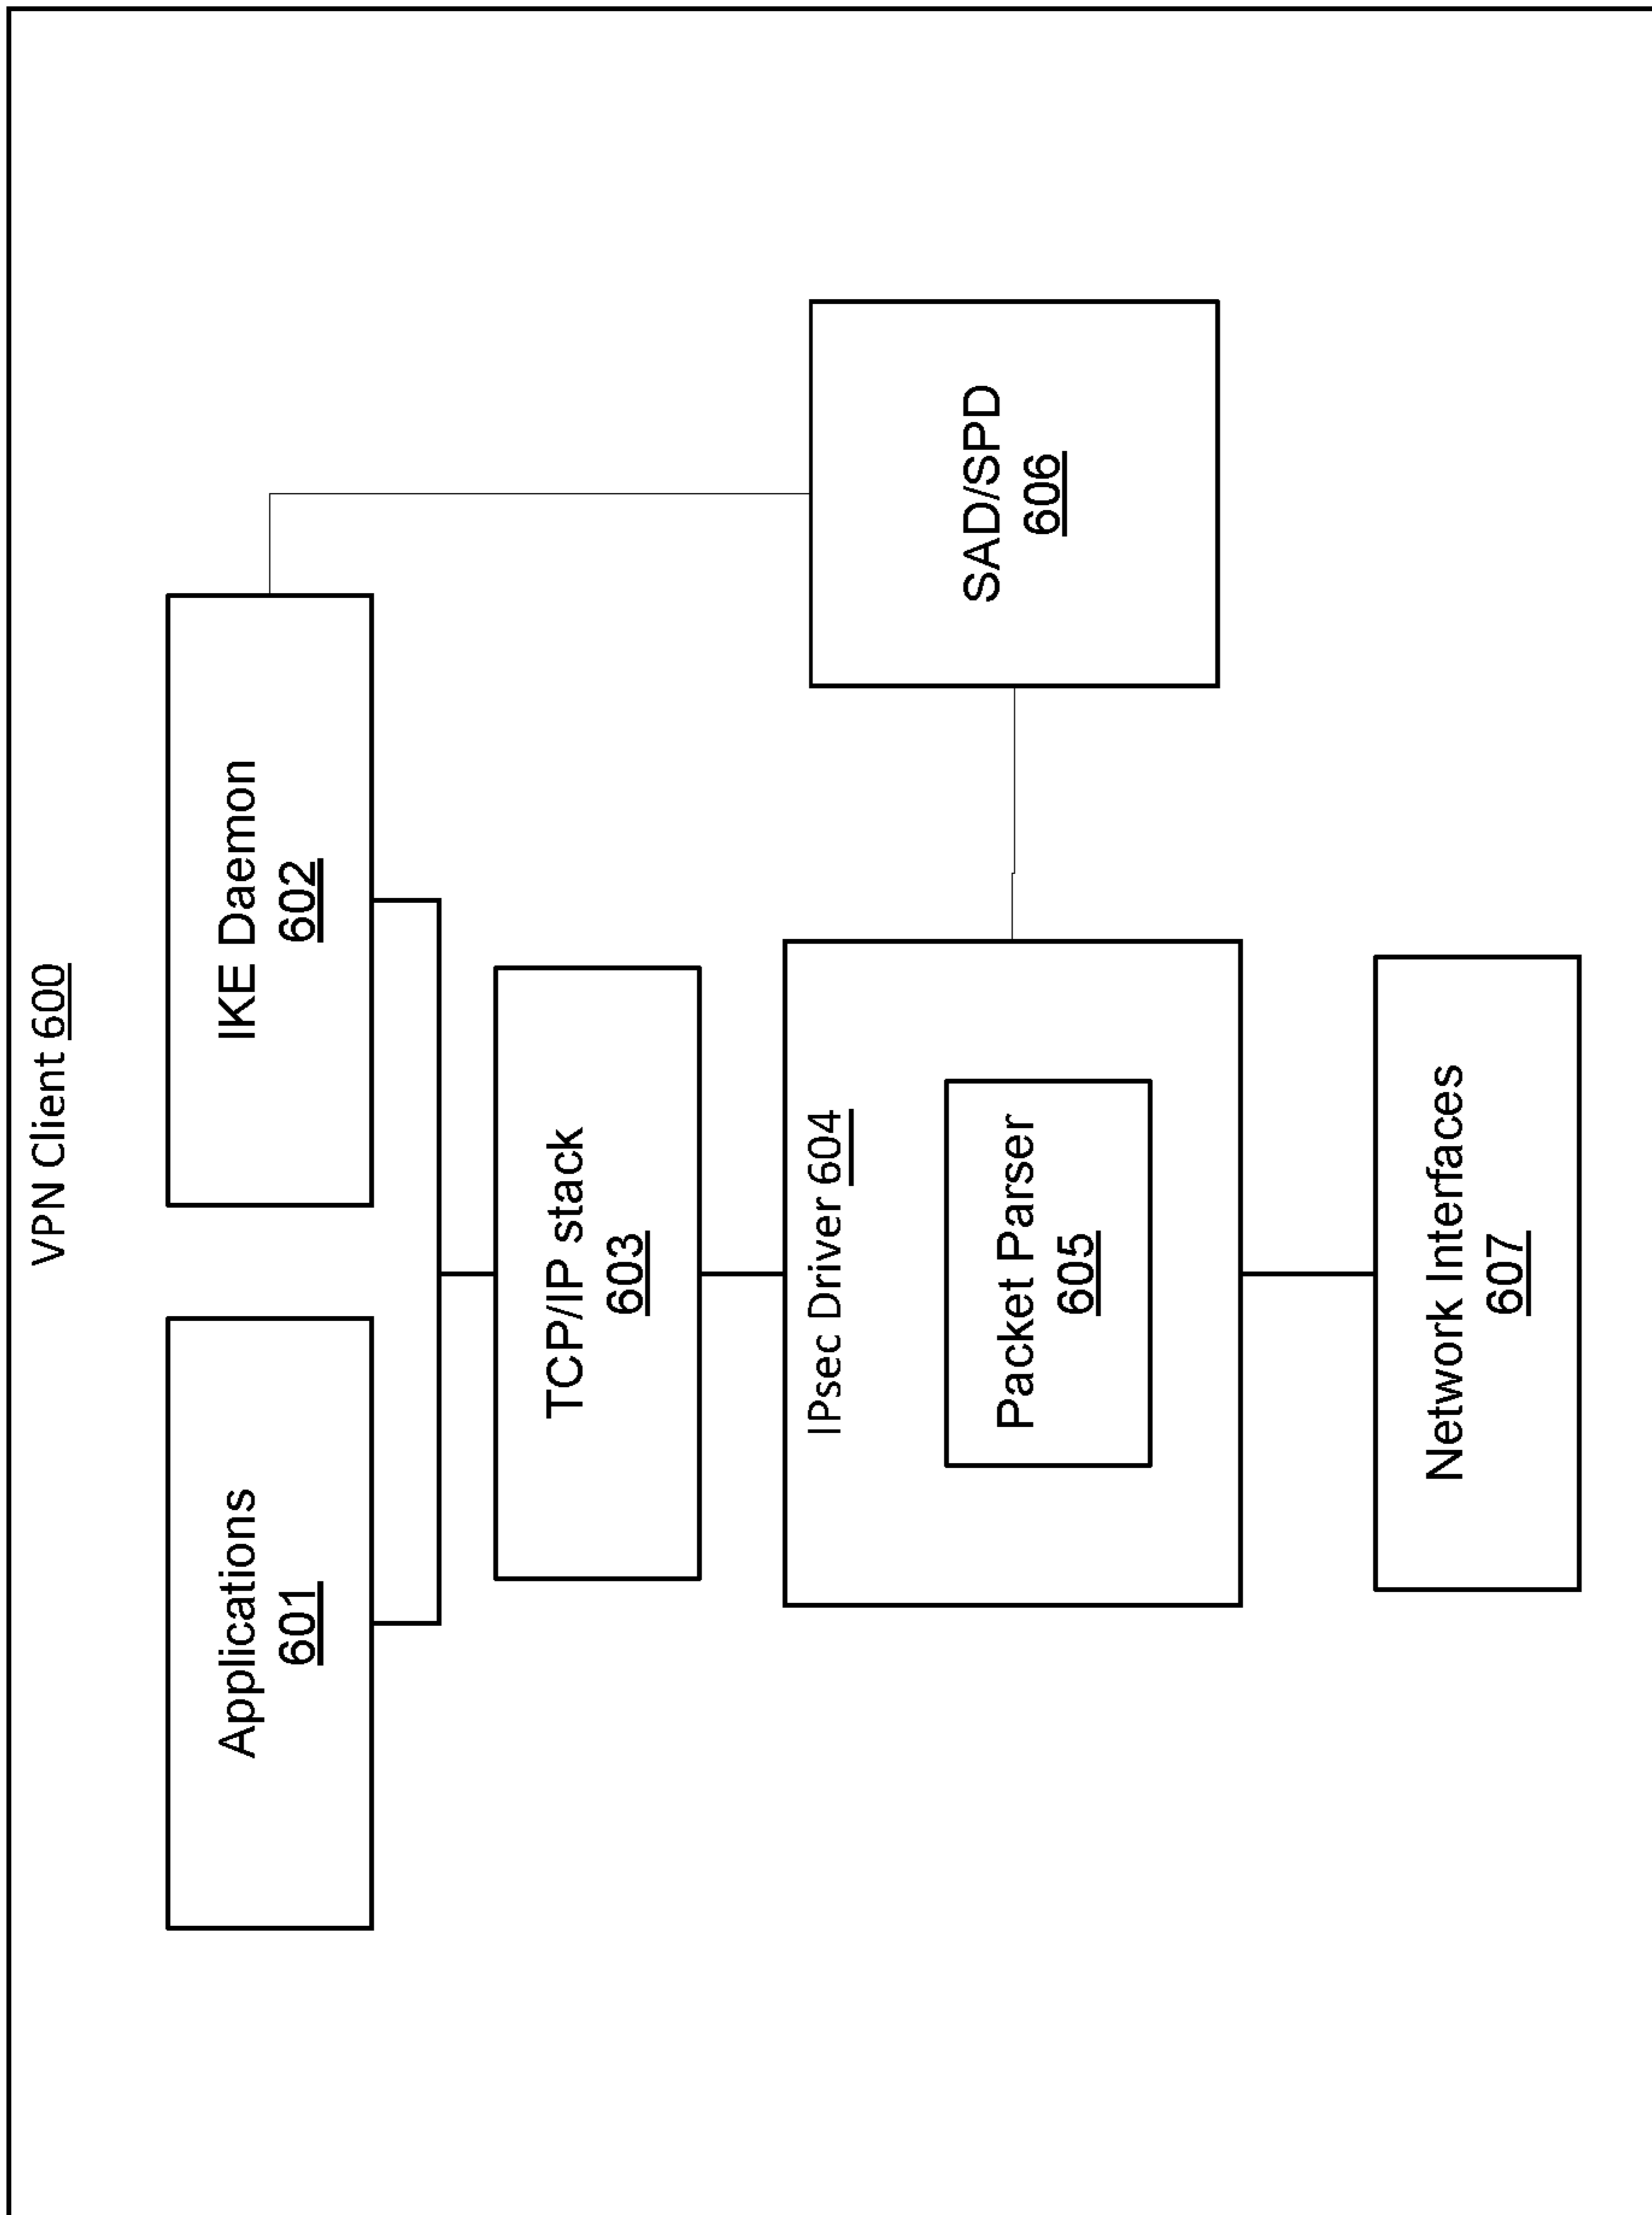 VPN Client 600
Applications
601
IKE Daemon
602
TCP/IP stack
603
IPsec Driver 604
Packet Parser
605
SAD/SPD
606
Network Interfaces
607